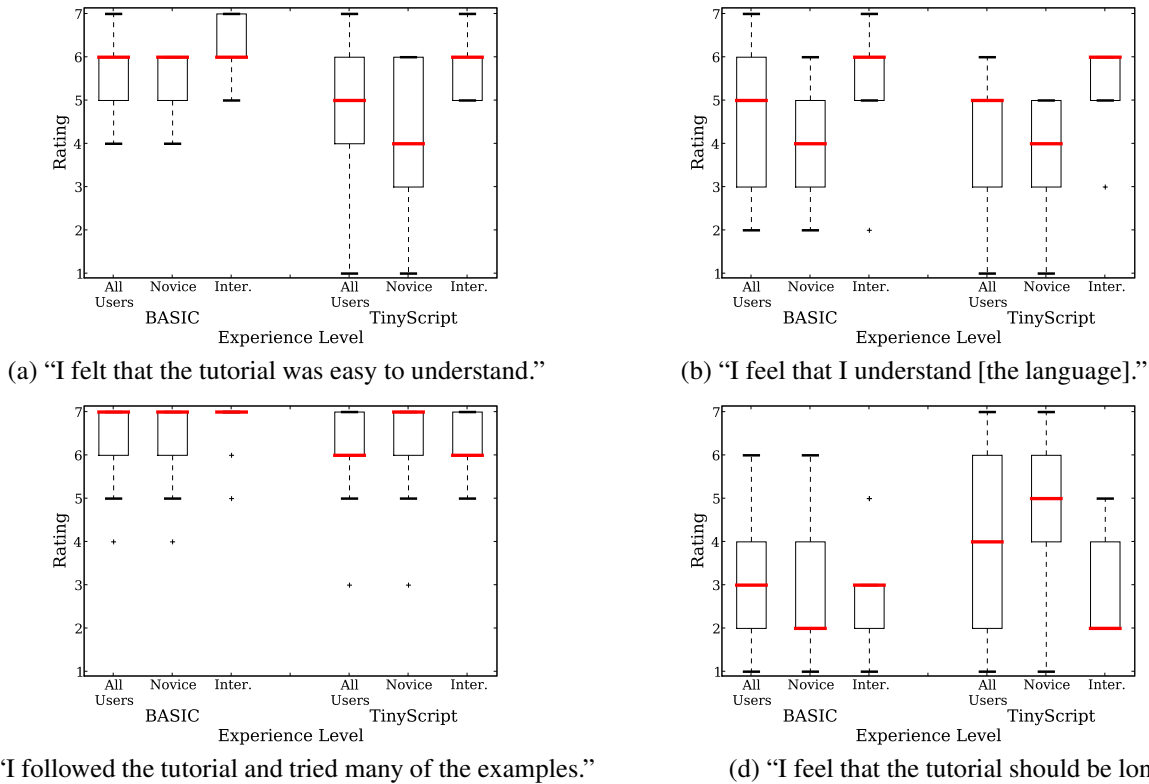 7
6
5
4
3
2
1
Rating
All
Users
Novice
Inter.
All
Users
Novice
Inter.
BASIC
TinyScript
Experience Level
(a) “I felt that the tutorial was easy to understand.”
7
6
5
4
3
2
1
Rating
All
Users
Novice
Inter.
All
Users
Novice
Inter.
BASIC
TinyScript
Experience Level
(b) “I feel that I understand [the language].”
7
6
5
4
3
2
1
Rating
All
Users
Novice
Inter.
All
Users
Novice
Inter.
BASIC
TinyScript
Experience Level
“I followed the tutorial and tried many of the examples.”
7
6
5
4
3
2
1
Rating
All
Users
Novice
Inter.
All
Users
Novice
Inter.
BASIC
TinyScript
Experience Level
(d) “I feel that the tutorial should be lon